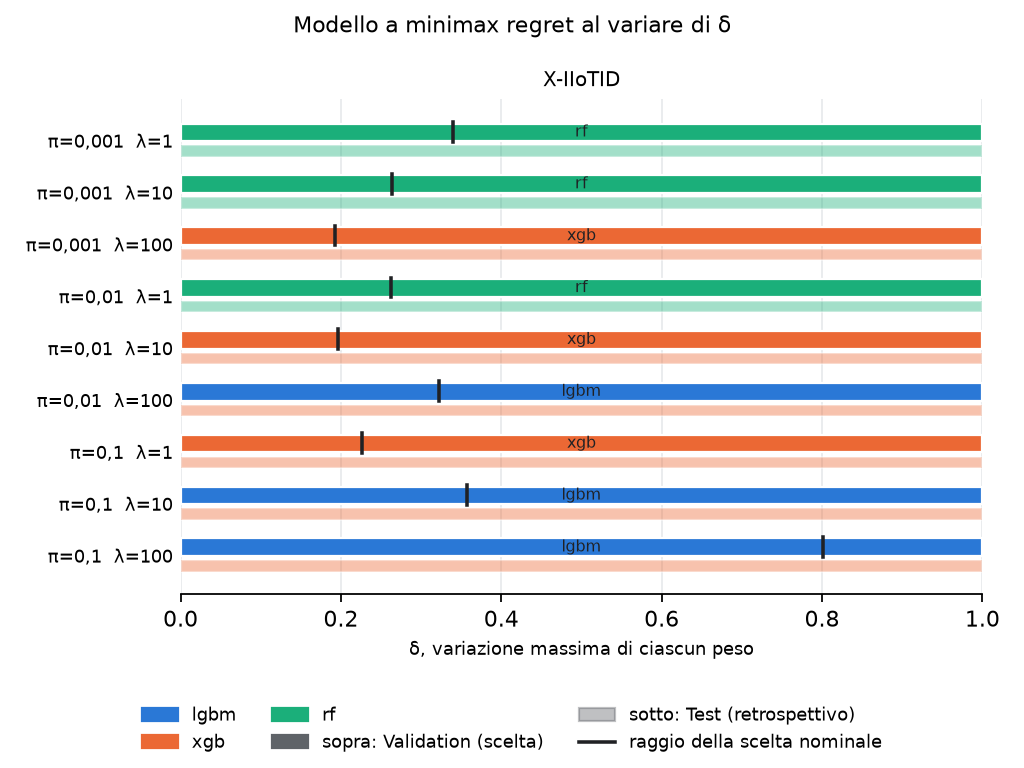 Modello a minimax regret al variare di δ
X-IIoTID
π=0,001 λ=1
rf
π=0,001 λ=10
rf
π=0,001 λ=100
xgb
π=0,01 λ=1
rf
π=0,01 λ=10
xgb
π=0,01 λ=100
lgbm
π=0,1 λ=1
xgb
π=0,1 λ=10
lgbm
π=0,1 λ=100
lgbm
0.0 0.2 0.4 0.6 0.8 1.0
δ, variazione massima di ciascun peso
lgbm rf sotto: Test (retrospettivo)
xgb sopra: Validation (scelta) raggio della scelta nominale